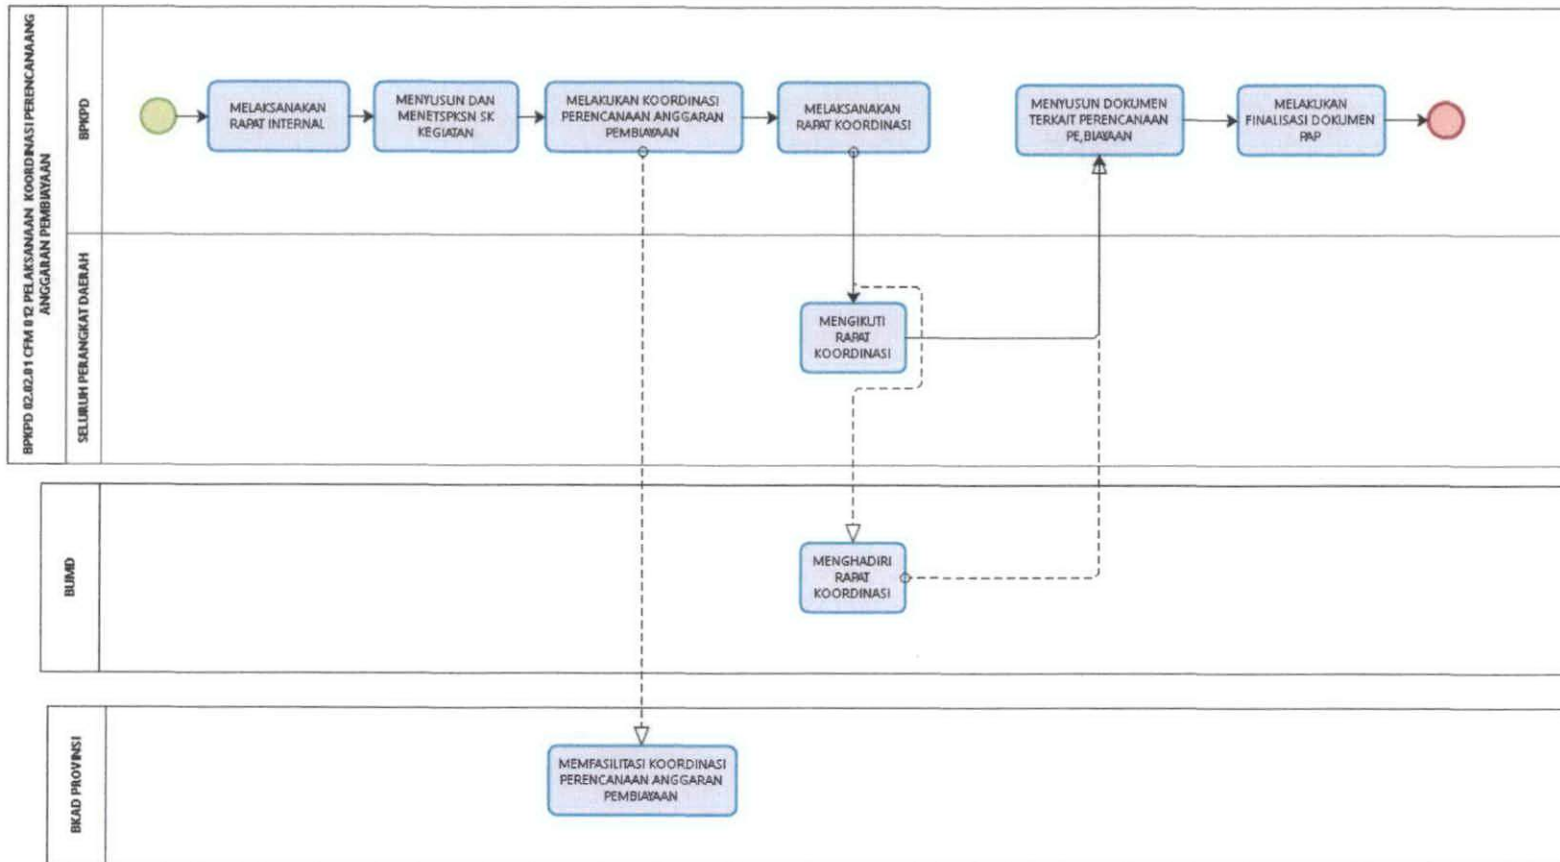 BPKPD 02.02.01 CFM 012 PELAKSANAAN KOORDINASI PERENCANAANG
ANGGARAN PEMBIAYAAN
BPKPD
MELAKSANAKAN
RAPAT INTERNAL
MENYUSUN DAN
MENETSPKSN SK
KEGIATAN
MELAKUKAN KOORDINASI
PERENCANAAN ANGGARAN
PEMBIAYAAN
MELAKSANAKAN
RAPAT KOORDINASI
MENYUSUN DOKUMEN
TERKAIT PERENCANAAN
PE,BIAYAAN
MELAKUKAN
FINALISASI DOKUMEN
PAP
SELURUH PERANGKAT DAERAH
MENGIKUTI
RAPAT
KOORDINASI
BUMD
MENGHADIRI
RAPAT
KOORDINASI
BKAD PROVINSI
MEMFASILITASI KOORDINASI
PERENCANAAN ANGGARAN
PEMBIAYAAN